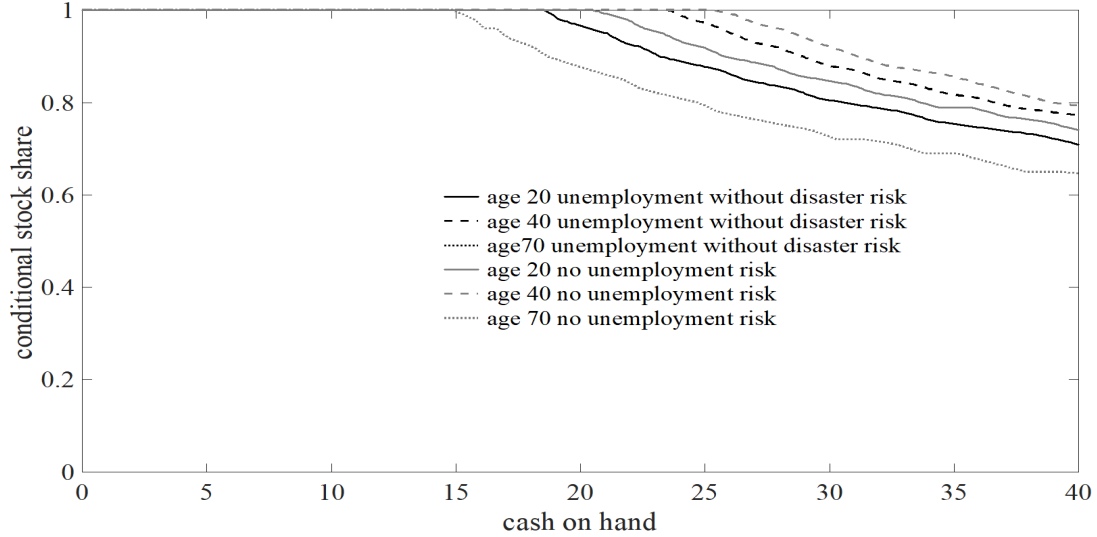 1
0.8
0.6
0.4
0.2
0
conditional stock share
age 20 unemployment without disaster risk
age 40 unemployment without disaster risk
age70 unemployment without disaster risk
age 20 no unemployment risk
age 40 no unemployment risk
age 70 no unemployment risk
0 5 10 15 20 25 30 35 40
cash on hand